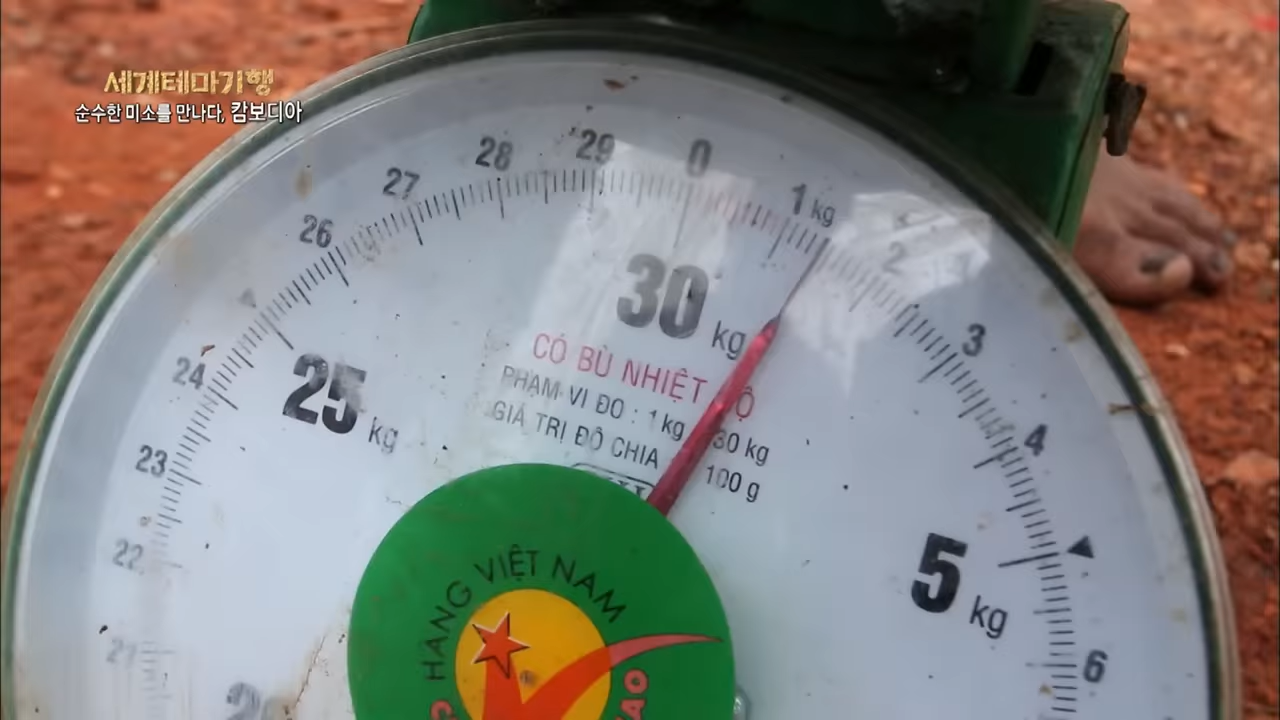 세계테마기행
순수한 미소를 만나다, 캄보디아
0
1 kg
2
3
4
5 kg
6
22
23
24
25 kg
26
27
28
29
30 kg
CÓ BÙ NHIỆT ĐỘ
PHẠM VI ĐO : 1 kg 30 kg
GIÁ TRỊ ĐỘ CHIA 100 g
HÀNG VIỆT NAM